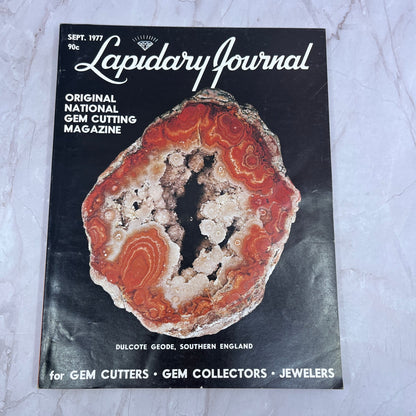 SEPT. 1977
90c
Lapidary Journal
ORIGINAL
NATIONAL
GEM CUTTING
MAGAZINE
DULCOTE GEODE, SOUTHERN ENGLAND
for GEM CUTTERS • GEM COLLECTORS • JEWELERS